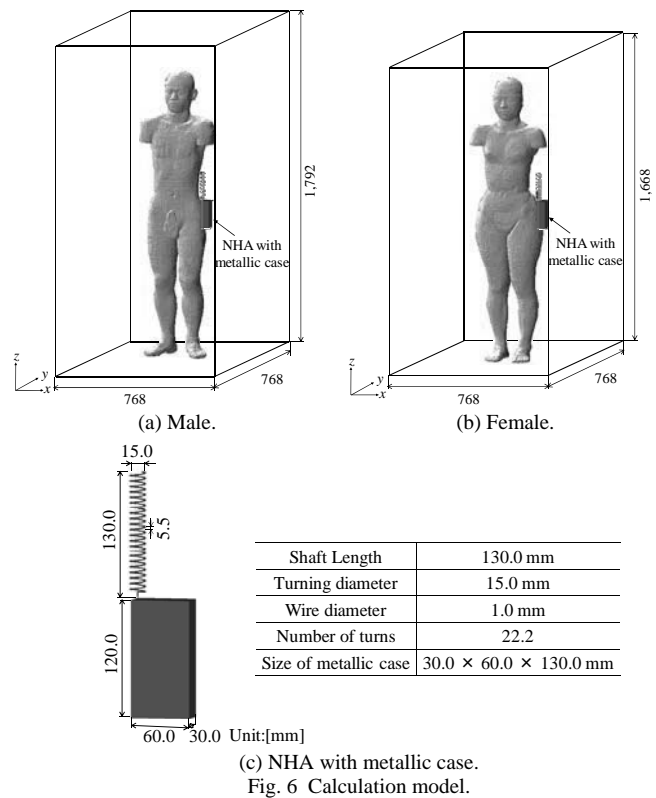 1,792
NHA with
metallic case
z
y
x
768
768
(a) Male.
1,668
NHA with
metallic case
z
y
x
768
768
(b) Female.
15.0
130.0
5.5
120.0
60.0 30.0 Unit:[mm]
Shaft Length 130.0 mm
Turning diameter 15.0 mm
Wire diameter 1.0 mm
Number of turns 22.2
Size of metallic case 30.0 × 60.0 × 130.0 mm
(c) NHA with metallic case.
Fig. 6 Calculation model.